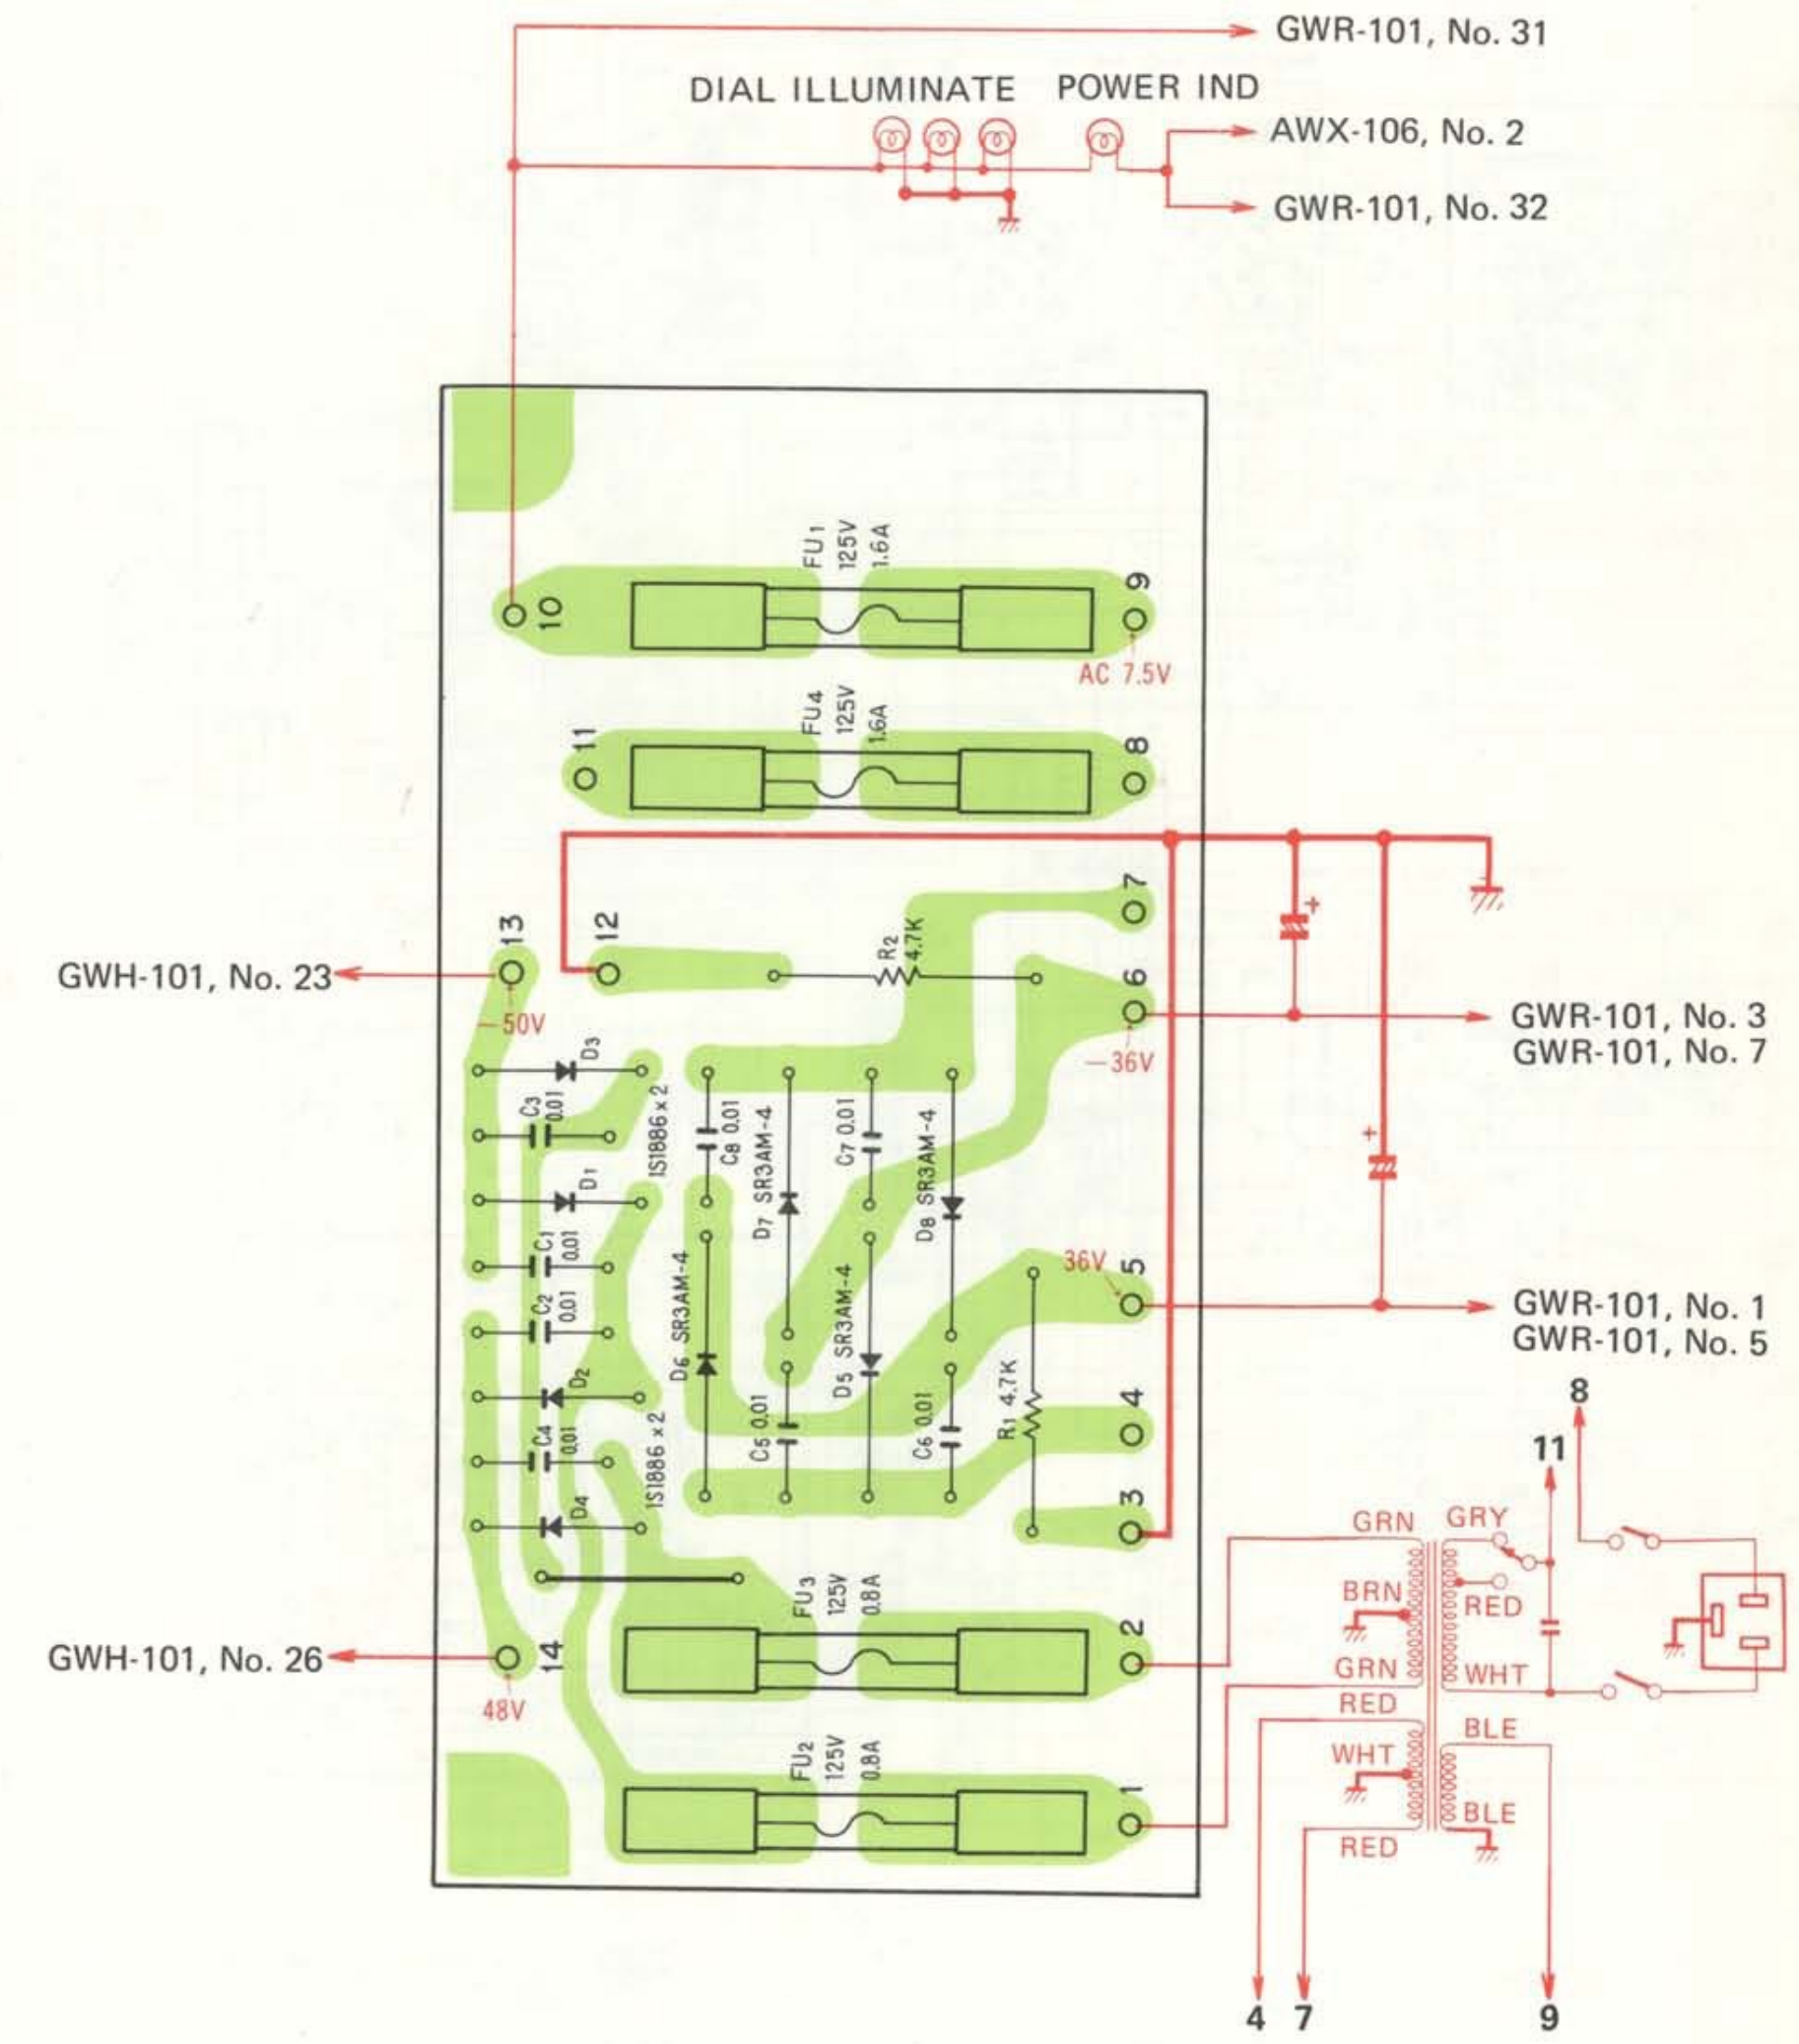 GWR-101, No. 31
DIAL ILLUMINATE POWER IND
AWX-106, No. 2
GWR-101, No. 32
FU1
125V
1.6A
10
9
AC 7.5V
FU4
125V
1.6A
11
8
7
13
12
R2
4.7K
6
GWH-101, No. 23
-50V
-36V
GWR-101, No. 3
GWR-101, No. 7
+
+
D3
C3
0.01
1S1886 x 2
D1
C8 0.01
D7 SR3AM-4
C7 0.01
D8 SR3AM-4
C1
0.01
C2
0.01
D6 SR3AM-4
D5 SR3AM-4
36V
5
GWR-101, No. 1
GWR-101, No. 5
D2
C4
0.01
1S1886 x 2
D4
C5 0.01
C6 0.01
R1 4.7K
4
3
8
11
GRN
GRY
BRN
RED
GRN
WHT
RED
BLE
WHT
BLE
RED
FU3
125V
0.8A
2
GWH-101, No. 26
14
48V
FU2
125V
0.8A
1
4
7
9